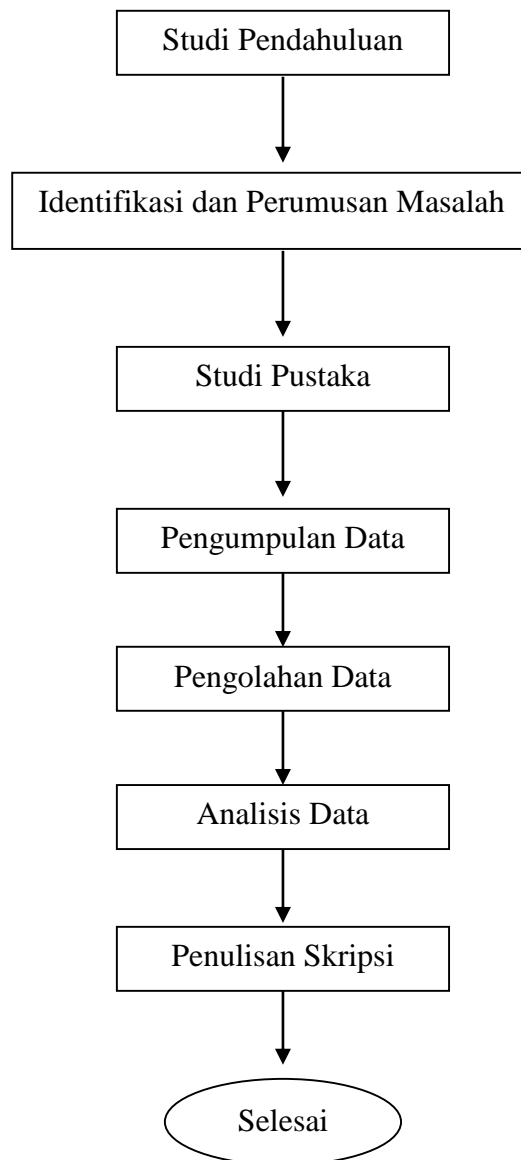 Studi Pendahuluan
Identifikasi dan Perumusan Masalah
Studi Pustaka
Pengumpulan Data
Pengolahan Data
Analisis Data
Penulisan Skripsi
Selesai